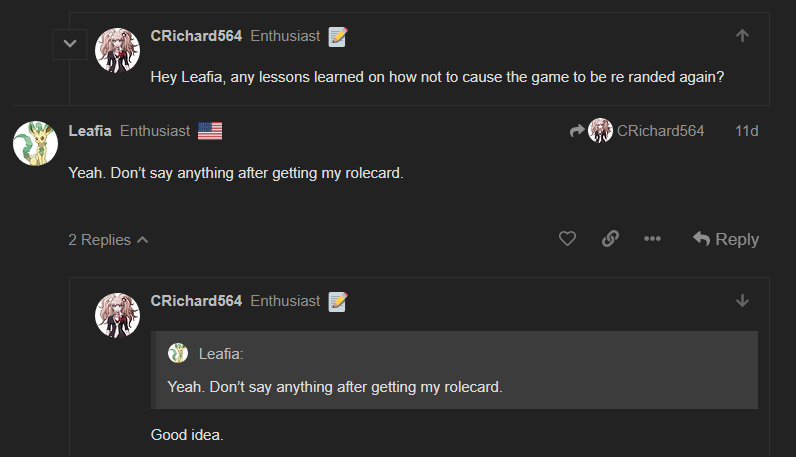 CRichard564 Enthusiast
Hey Leafia, any lessons learned on how not to cause the game to be re randed again?
Leafia Enthusiast CRichard564 11d
Yeah. Don’t say anything after getting my rolecard.
2 Replies Reply
CRichard564 Enthusiast
Leafia:
Yeah. Don’t say anything after getting my rolecard.
Good idea.